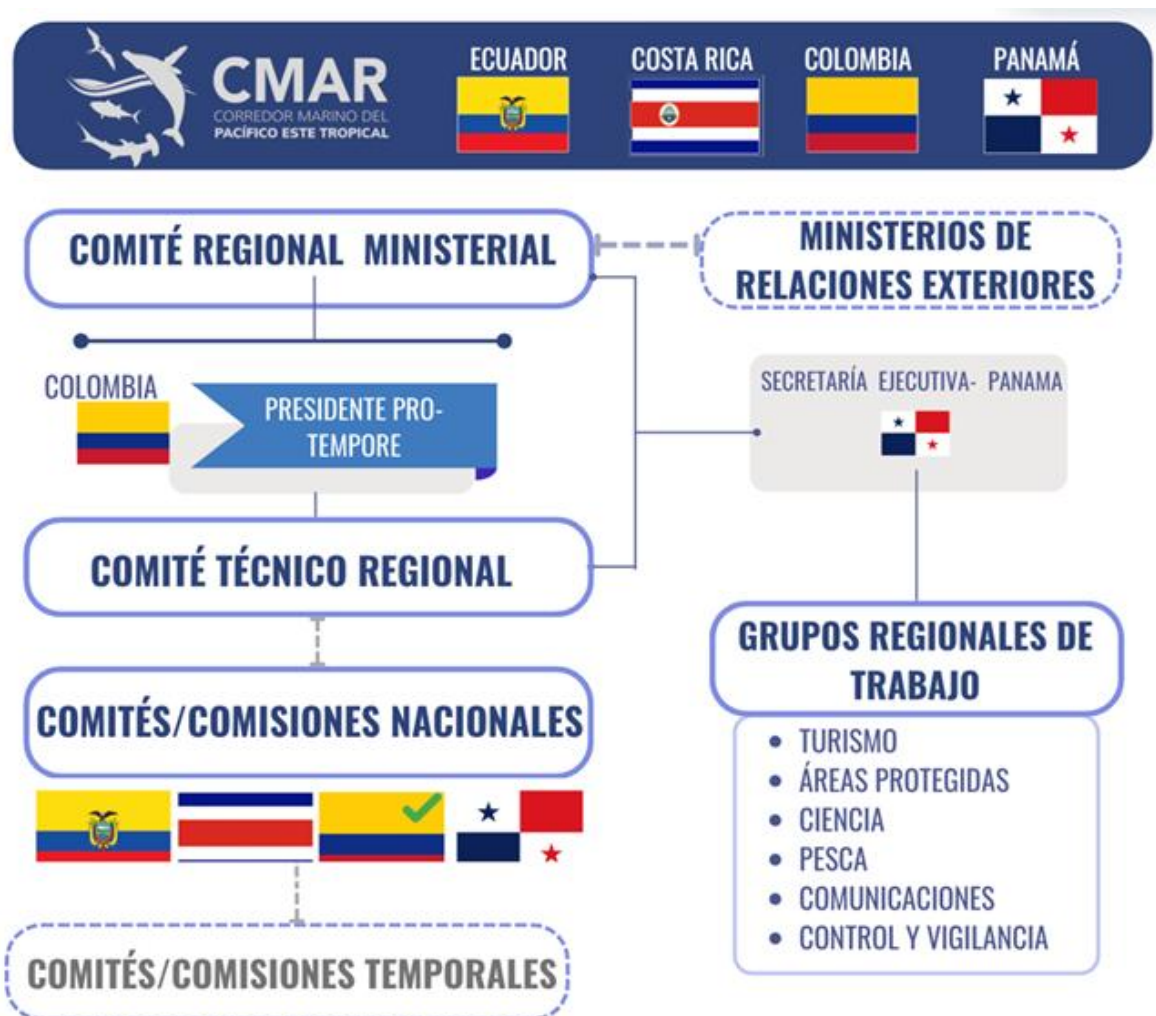 CMAR
CORREDOR MARINO DEL
PACÍFICO ESTE TROPICAL
ECUADOR
COSTA RICA
COLOMBIA
PANAMÁ
COMITÉ REGIONAL MINISTERIAL
MINISTERIOS DE
RELACIONES EXTERIORES
COLOMBIA
PRESIDENTE PRO-
TEMPORE
SECRETARÍA EJECUTIVA- PANAMA
COMITÉ TÉCNICO REGIONAL
GRUPOS REGIONALES DE
TRABAJO
• TURISMO
• ÁREAS PROTEGIDAS
• CIENCIA
• PESCA
• COMUNICACIONES
• CONTROL Y VIGILANCIA
COMITÉS/COMISIONES NACIONALES
COMITÉS/COMISIONES TEMPORALES